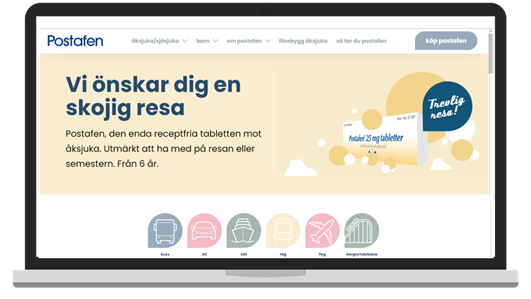 Postafen
åksjuka/sjösjuka barn om postafen förebygg åksjuka så tar du postafen
köp postafen
Vi önskar dig en
skojig resa
Postafen, den enda receptfria tabletten mot
åksjuka. Utmärkt att ha med på resan eller
semestern. Från 6 år.
Trevlig
resa!
Postafen® 25 mg tabletter
buss bil båt tåg flyg bergochdalbana